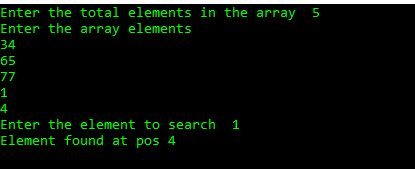 Enter the total elements in the array  5
Enter the array elements
34
65
77
1
4
Enter the element to search  1
Element found at pos 4